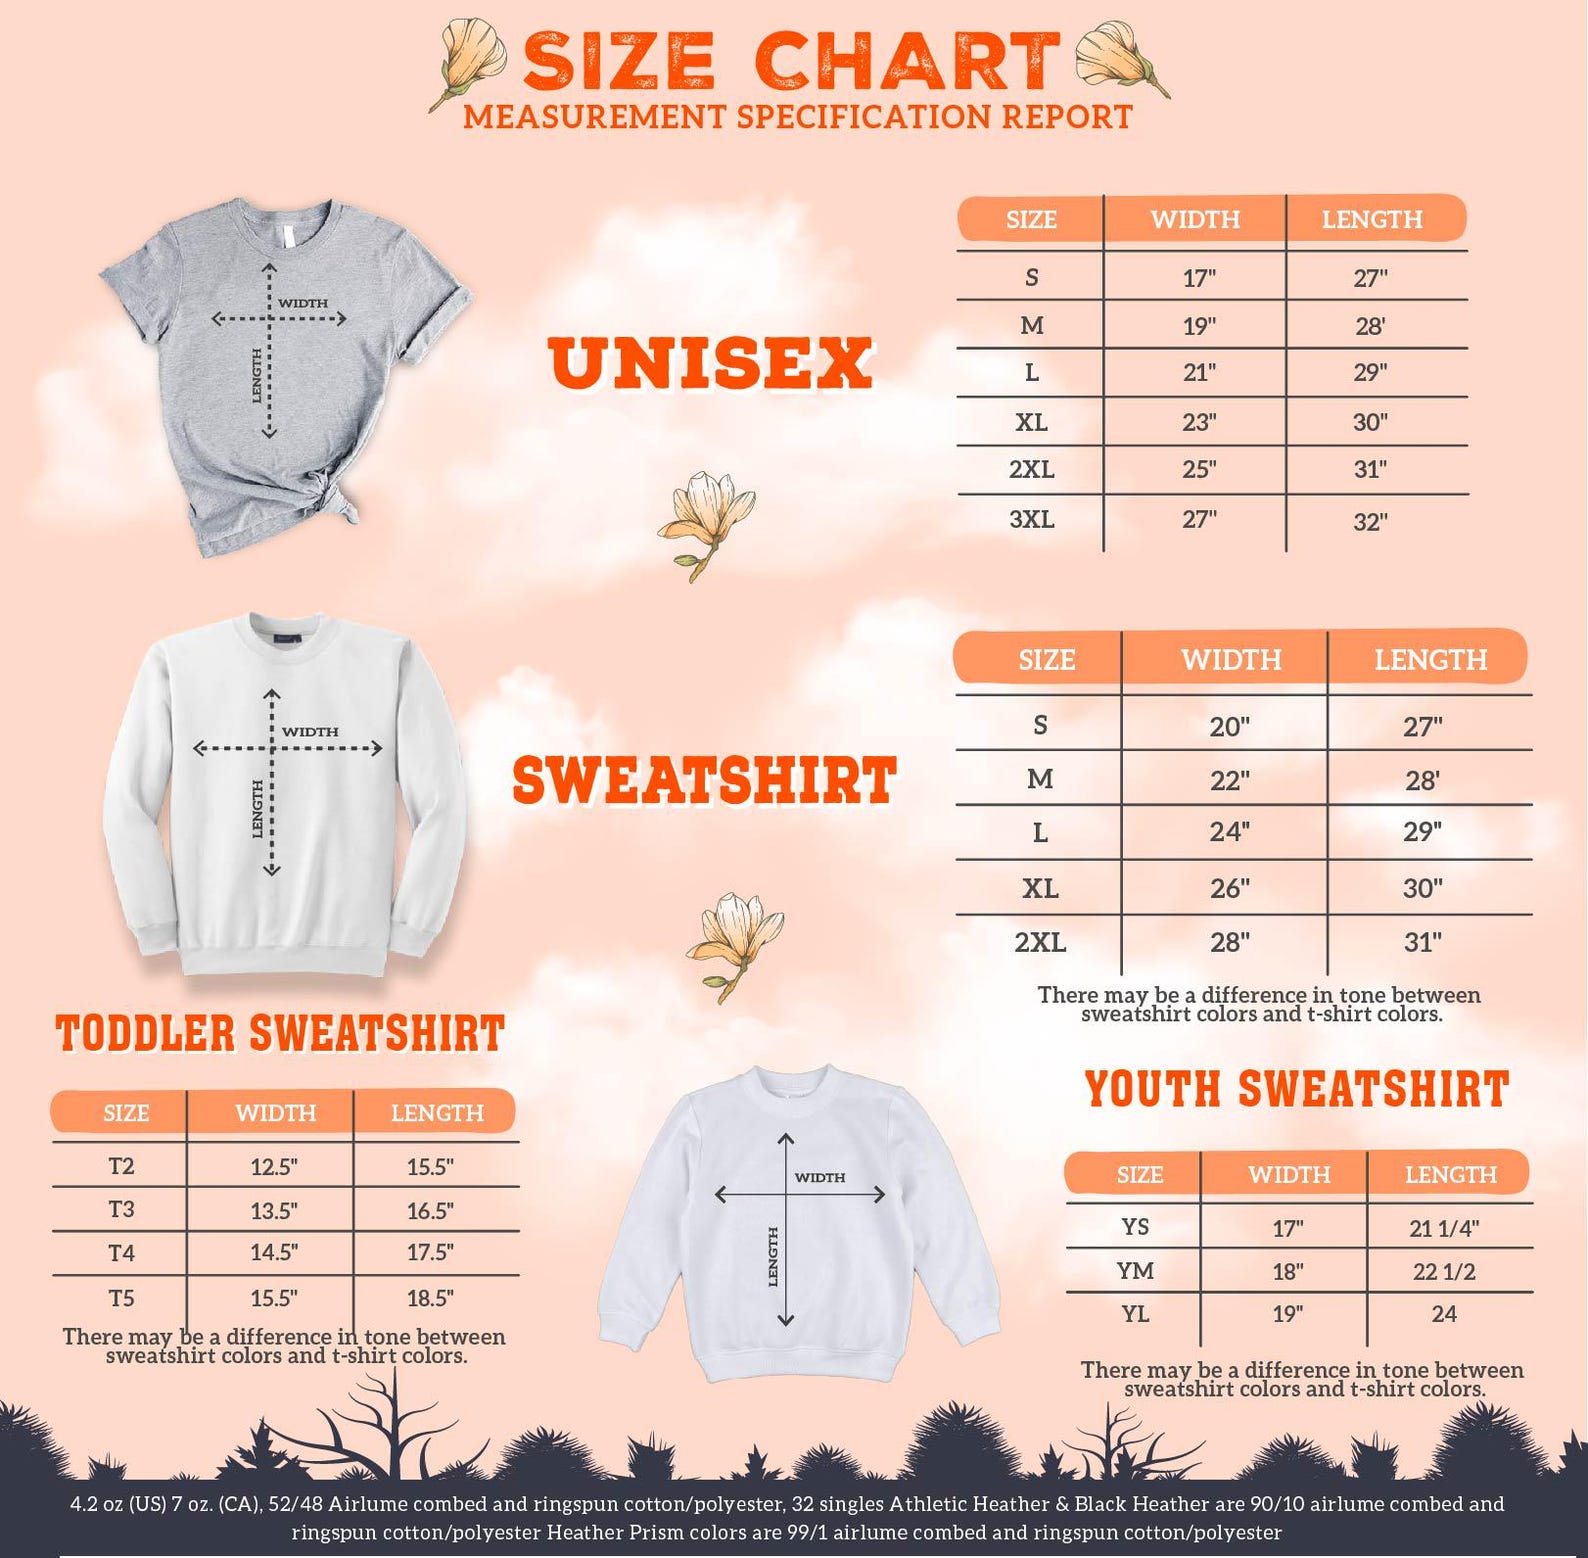 SIZE CHART
MEASUREMENT SPECIFICATION REPORT
WIDTH
LENGTH
UNISEX
SIZE WIDTH LENGTH
S 17" 27"
M 19" 28'
L 21" 29"
XL 23" 30"
2XL 25" 31"
3XL 27" 32"
WIDTH
LENGTH
SWEATSHIRT
SIZE WIDTH LENGTH
S 20" 27"
M 22" 28'
L 24" 29"
XL 26" 30"
2XL 28" 31"
There may be a difference in tone between
sweatshirt colors and t-shirt colors.
TODDLER SWEATSHIRT
SIZE WIDTH LENGTH
T2 12.5" 15.5"
T3 13.5" 16.5"
T4 14.5" 17.5"
T5 15.5" 18.5"
There may be a difference in tone between
sweatshirt colors and t-shirt colors.
WIDTH
LENGTH
YOUTH SWEATSHIRT
SIZE WIDTH LENGTH
YS 17" 21 1/4"
YM 18" 22 1/2
YL 19" 24
There may be a difference in tone between
sweatshirt colors and t-shirt colors.
4.2 oz (US) 7 oz. (CA), 52/48 Airlume combed and ringspun cotton/polyester, 32 singles Athletic Heather & Black Heather are 90/10 airlume combed and
ringspun cotton/polyester Heather Prism colors are 99/1 airlume combed and ringspun cotton/polyester